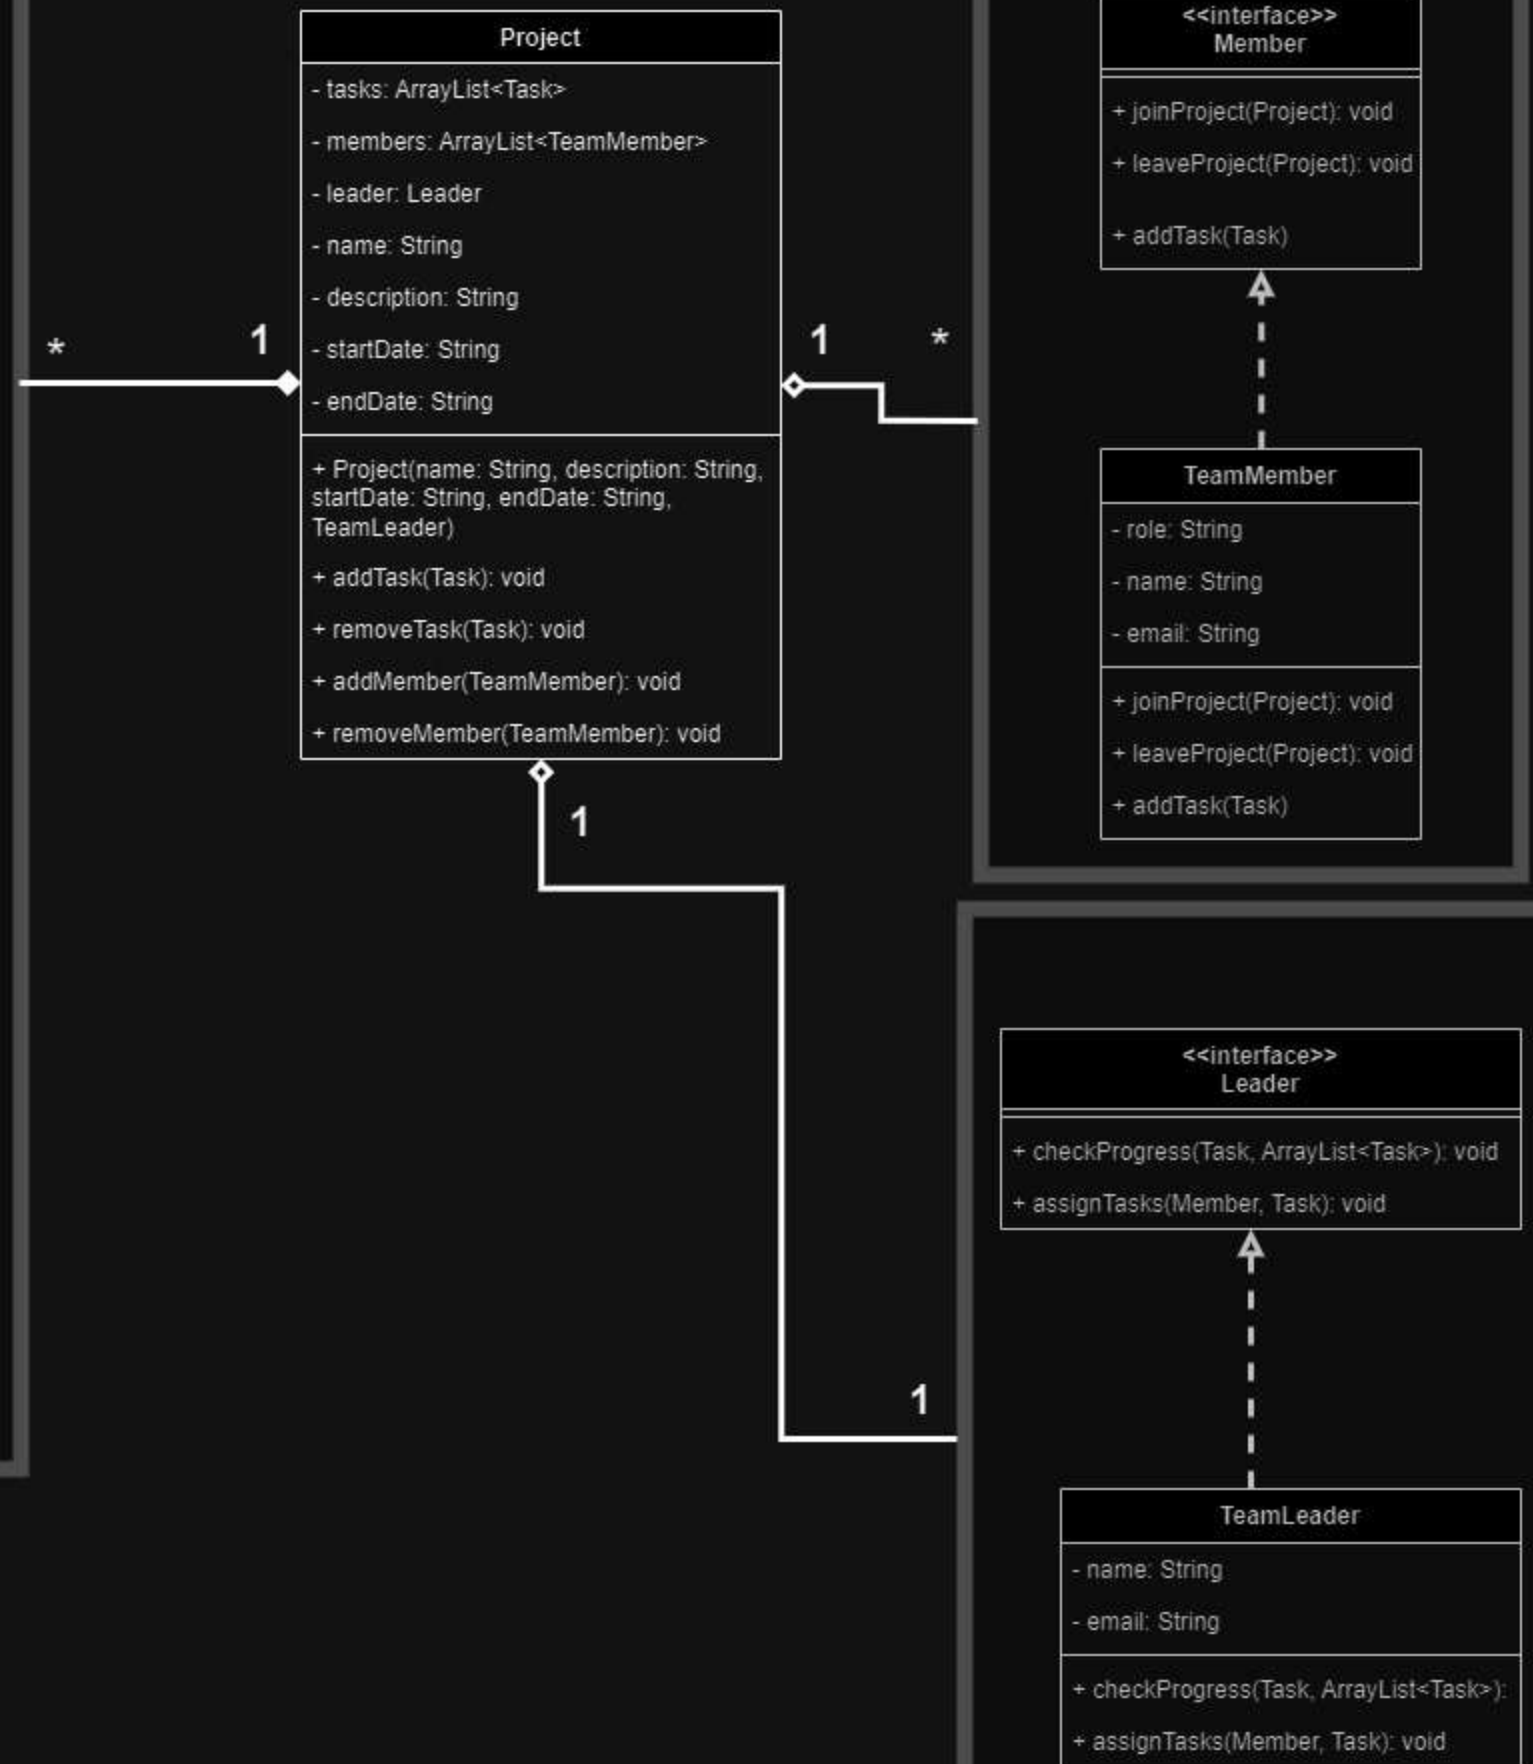 Project
- tasks: ArrayList<Task>
- members: ArrayList<TeamMember>
- leader: Leader
- name: String
- description: String
- startDate: String
- endDate: String
+ Project(name: String, description: String,
startDate: String, endDate: String,
TeamLeader)
+ addTask(Task): void
+ removeTask(Task): void
+ addMember(TeamMember): void
+ removeMember(TeamMember): void
*
1
1
*
1
1
<<interface>>
Member
+ joinProject(Project): void
+ leaveProject(Project): void
+ addTask(Task)
TeamMember
- role: String
- name: String
- email: String
+ joinProject(Project): void
+ leaveProject(Project): void
+ addTask(Task)
<<interface>>
Leader
+ checkProgress(Task, ArrayList<Task>): void
+ assignTasks(Member, Task): void
TeamLeader
- name: String
- email: String
+ checkProgress(Task, ArrayList<Task>):
+ assignTasks(Member, Task): void